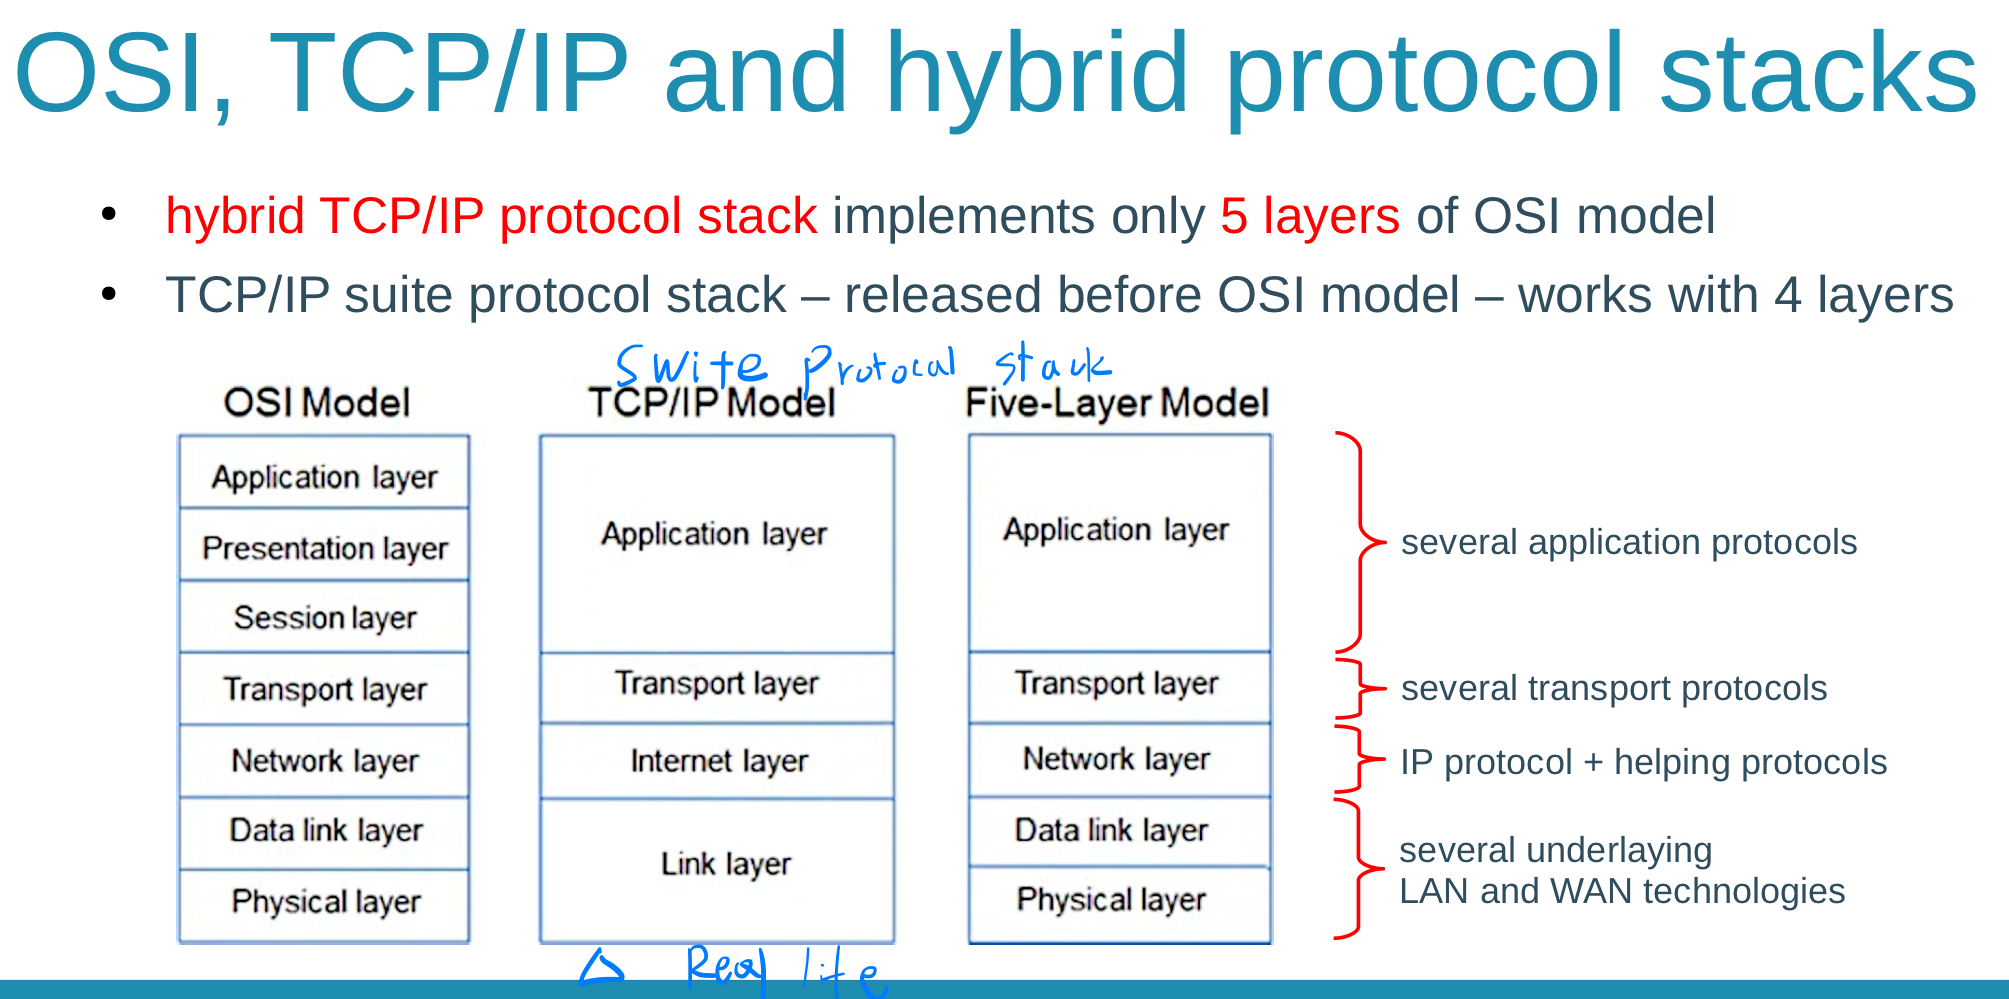 OSI, TCP/IP and hybrid protocol stacks
• hybrid TCP/IP protocol stack implements only 5 layers of OSI model
• TCP/IP suite protocol stack – released before OSI model – works with 4 layers
Swite protocal stack
OSI Model
Application layer
Presentation layer
Session layer
Transport layer
Network layer
Data link layer
Physical layer
TCP/IP Model
Application layer
Transport layer
Internet layer
Link layer
Five-Layer Model
Application layer
Transport layer
Network layer
Data link layer
Physical layer
several application protocols
several transport protocols
IP protocol + helping protocols
several underlaying
LAN and WAN technologies
△ Real life